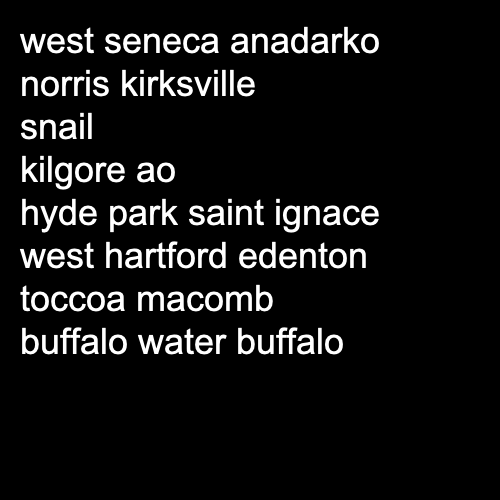 west seneca anadarko
norris kirksville
snail
kilgore ao
hyde park saint ignace
west hartford edenton
toccoa macomb
buffalo water buffalo